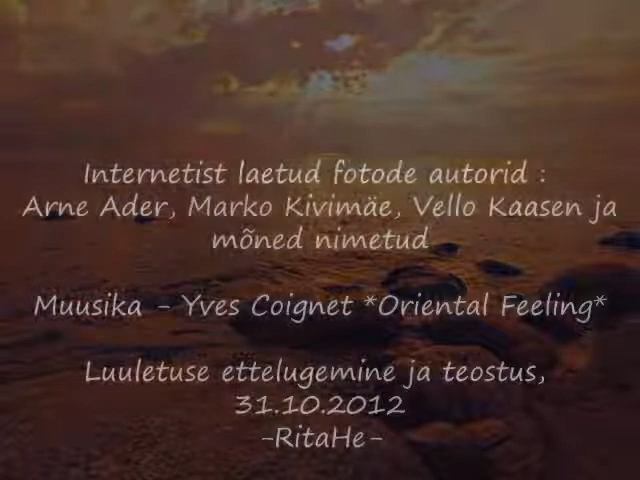 Internetist laetud fotode autorid :
Arne Ader, Marko Kivimäe, Vello Kaasen ja
mõned nimetud
Muusika - Yves Coignet *Oriental Feeling*
Luuletuse ettelugemine ja teostus,
31.10.2012
-RitaHe-